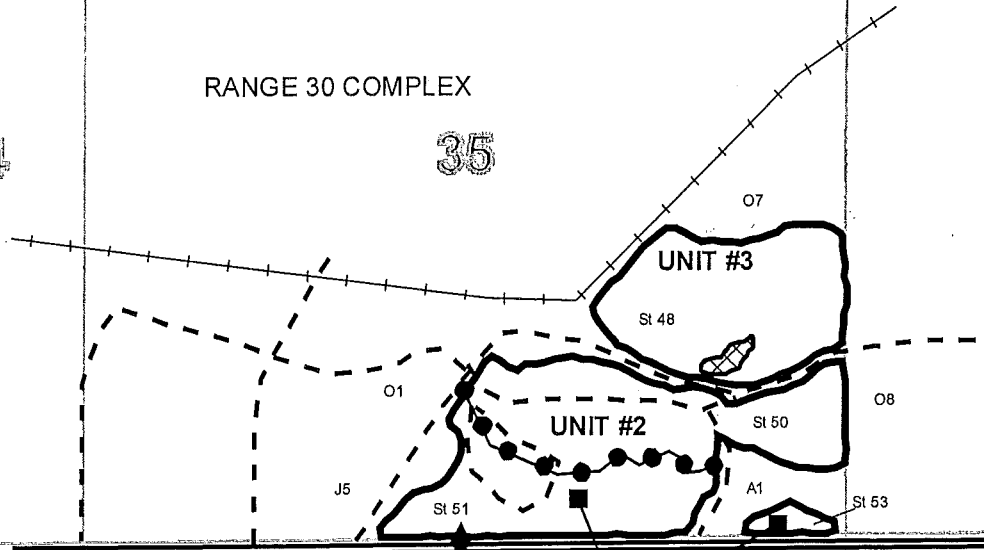 RANGE 30 COMPLEX
35
4
O7
UNIT #3
St 48
O1
O8
St 50
UNIT #2
J5
A1
St 53
St 51